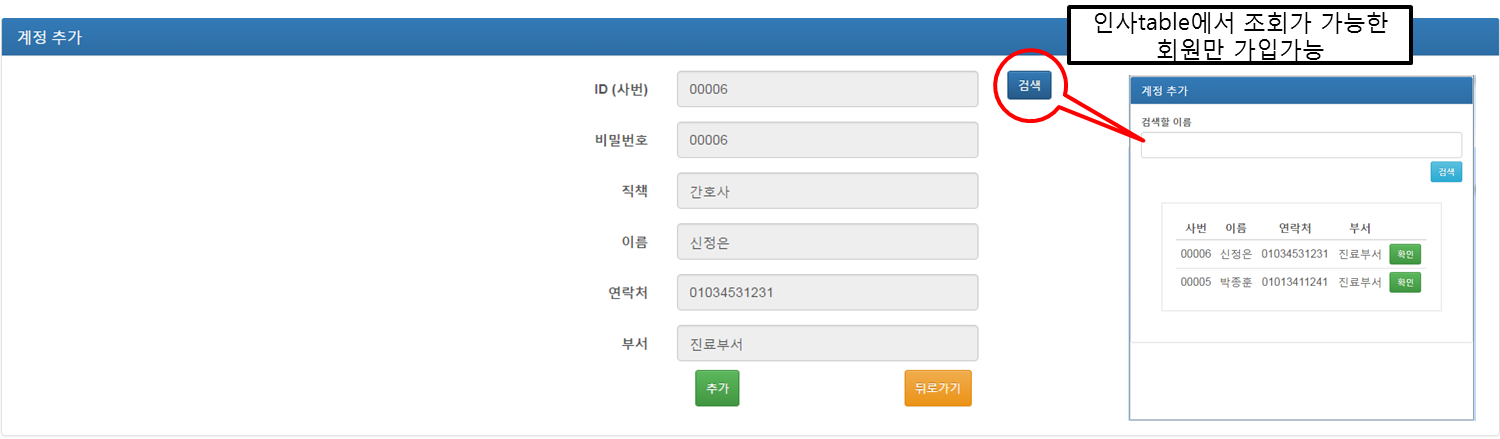 계정 추가
인사table에서 조회가 가능한
회원만 가입가능
ID (사번) 00006 검색
비밀번호 00006
직책 간호사
이름 신정은
연락처 01034531231
부서 진료부서
추가 뒤로가기
계정 추가
검색할 이름
검색
사번 이름 연락처 부서
00006 신정은 01034531231 진료부서 확인
00005 박종훈 01013411241 진료부서 확인